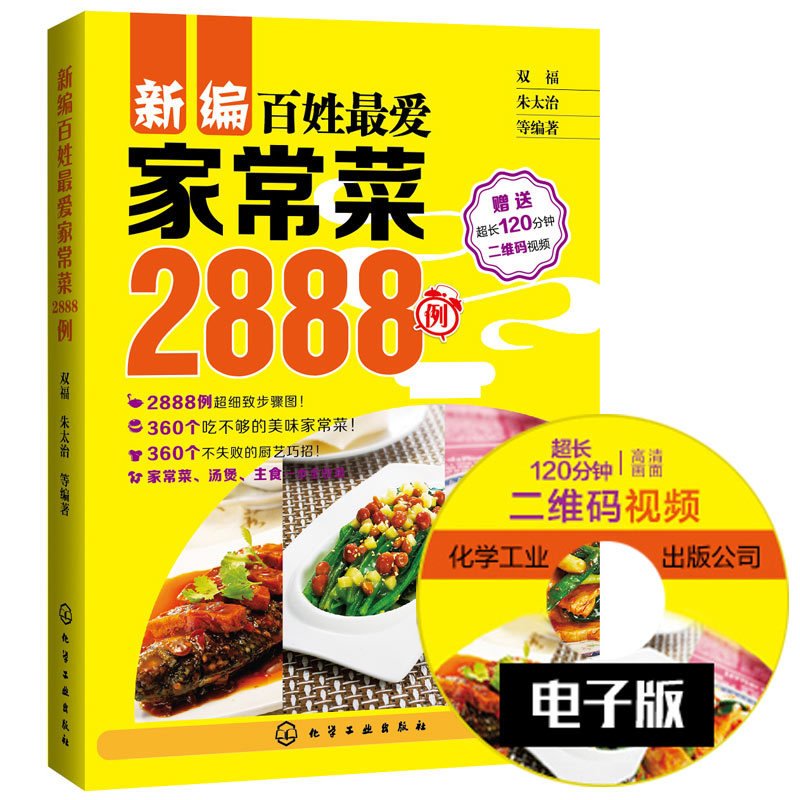 新编百姓最爱家常菜2888例
双福 朱太治 等编著
双 福
朱太治
等编著
新编百姓最爱
家常菜
2888例
赠送
超长120分钟
二维码视频
2888例超细致步骤图！
360个吃不够的美味家常菜！
360个不失败的厨艺巧招！
家常菜、汤煲、主食
化学工业出版社
超长
120分钟
高清
画面
二维码视频
化学工业 出版公司
电子版